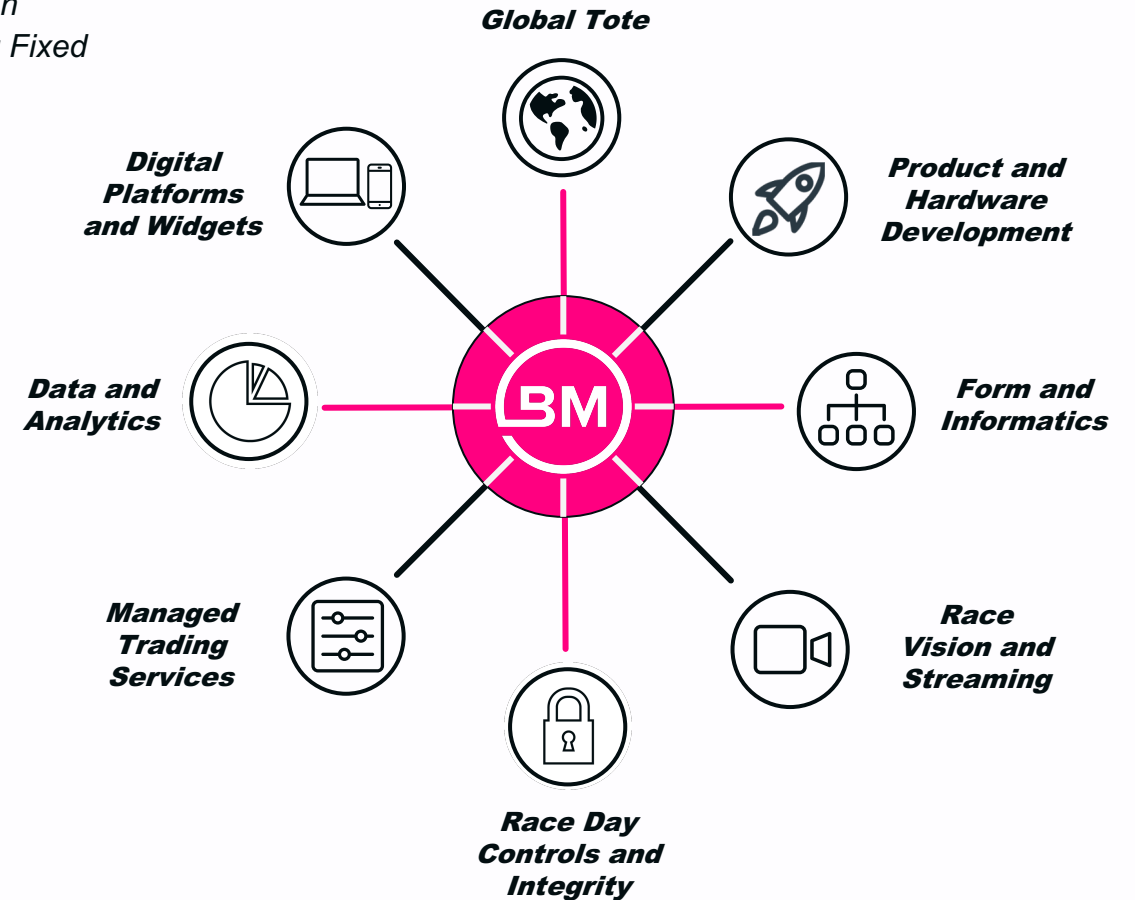 n
Fixed
Global Tote
Digital
Platforms
and Widgets
Product and
Hardware
Development
Data and
Analytics
BM
Form and
Informatics
Managed
Trading
Services
Race
Vision and
Streaming
Race Day
Controls and
Integrity